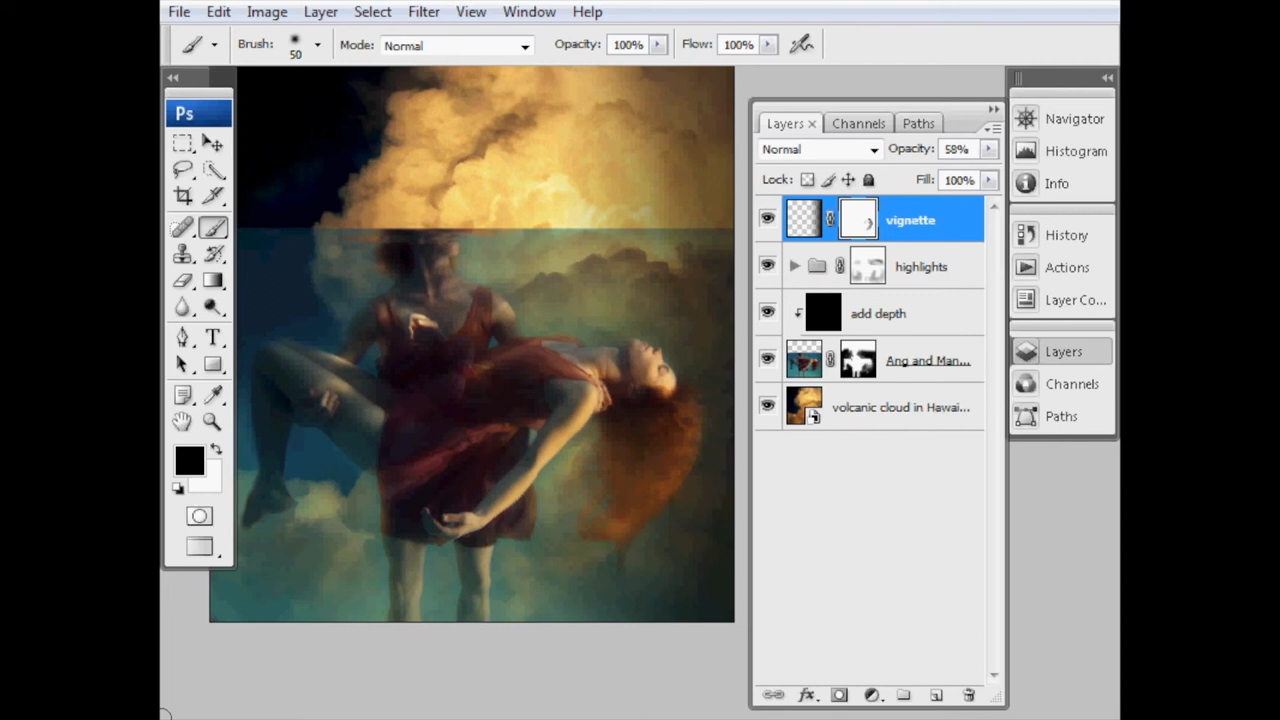 File Edit Image Layer Select Filter View Window Help
Brush: 50 Mode: Normal Opacity: 100% Flow: 100%
Ps
Layers Channels Paths
Normal Opacity: 58%
Lock: Fill: 100%
vignette
highlights
add depth
Ang and Man...
volcanic cloud in Hawai...
fx
Navigator
Histogram
Info
History
Actions
Layer Co...
Layers
Channels
Paths